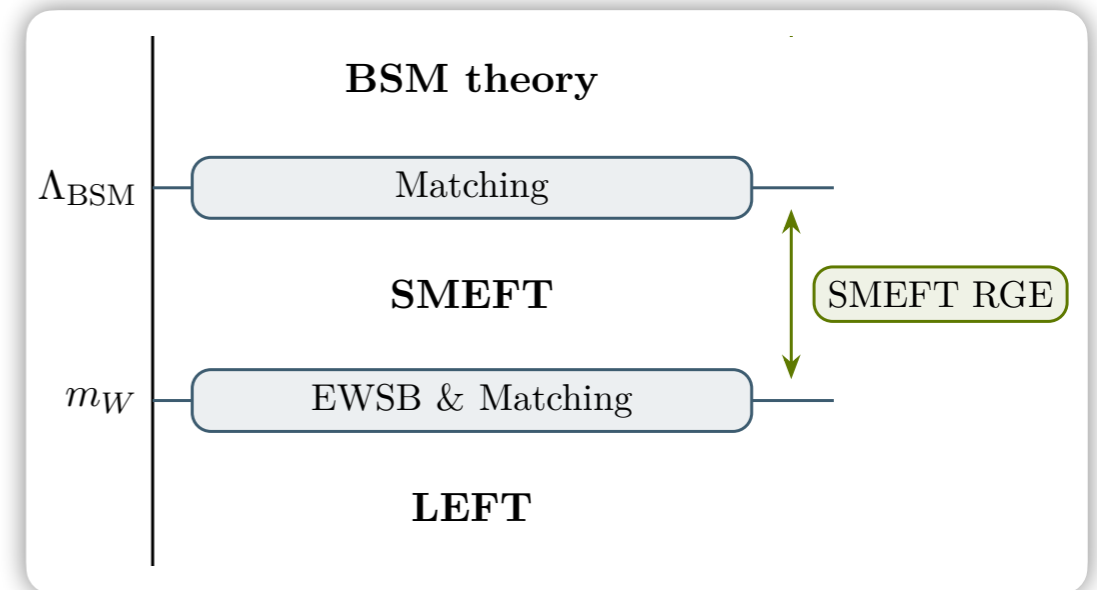 BSM theory
Λ_BSM
Matching
SMEFT
SMEFT RGE
m_W
EWSB & Matching
LEFT